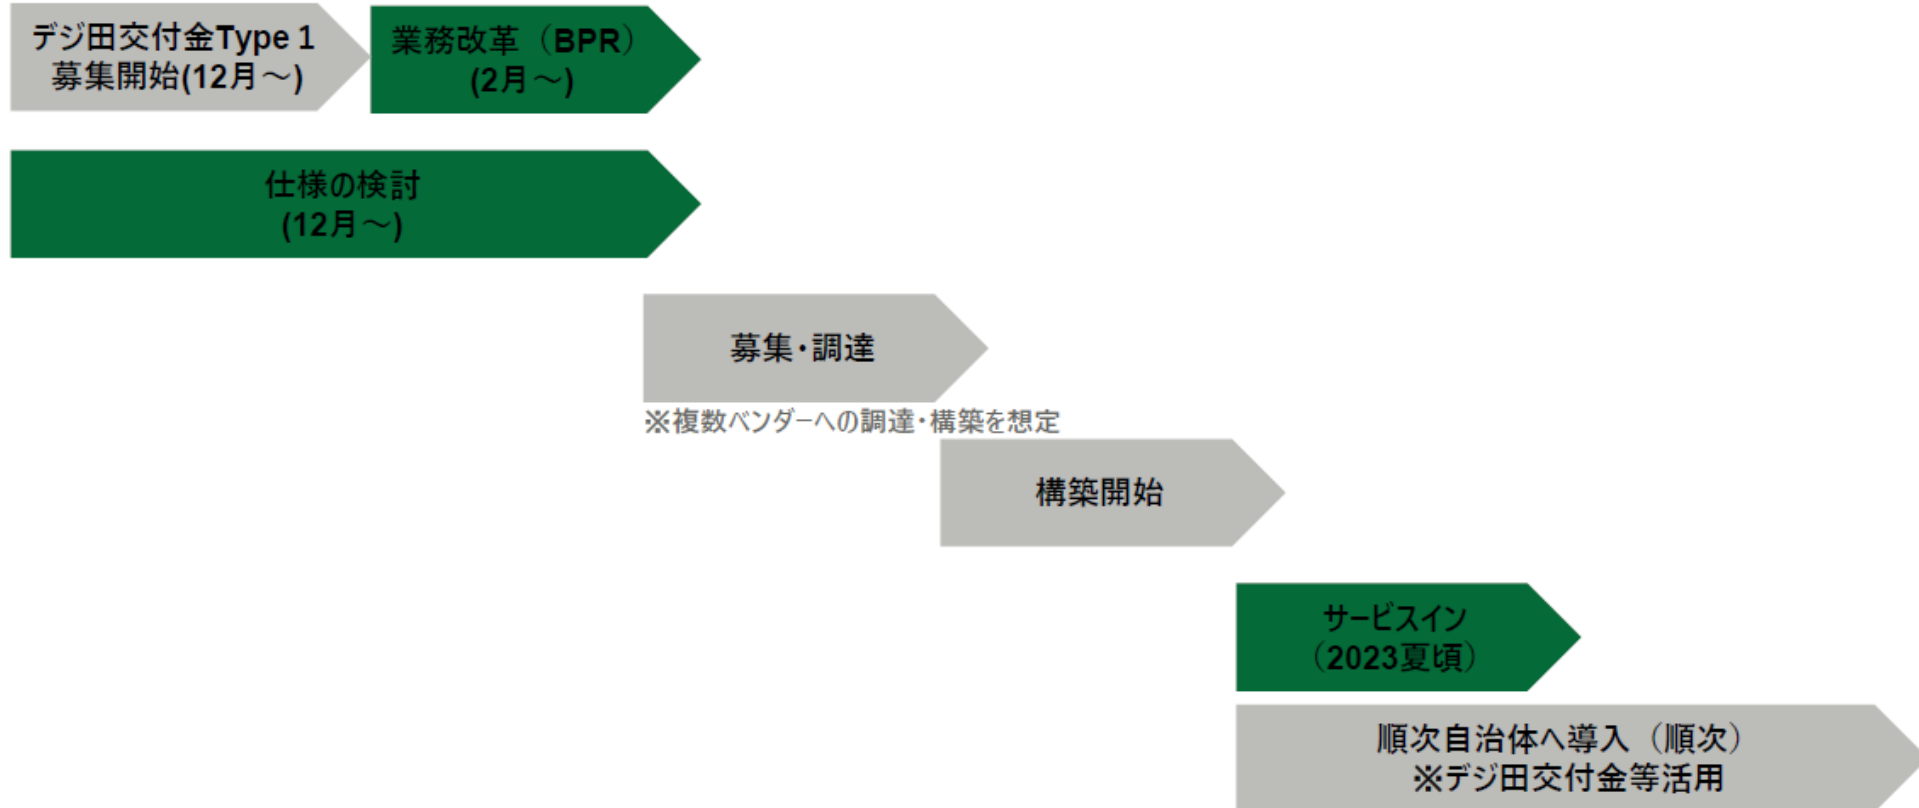 デジ田交付金Type 1
募集開始(12月～)
業務改革（BPR）
(2月～)
仕様の検討
(12月～)
募集・調達
※複数ベンダーへの調達・構築を想定
構築開始
サービスイン
（2023夏頃）
順次自治体へ導入（順次）
※デジ田交付金等活用